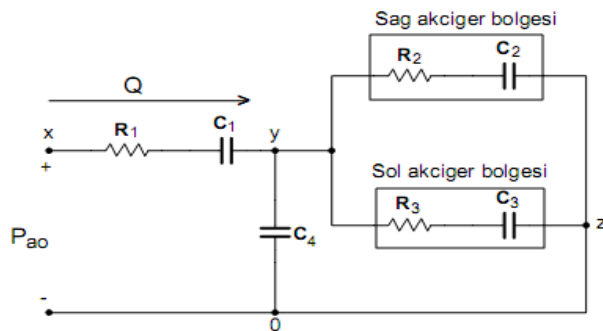 Sag akciger bolgesi
R2
C2
Q
x
R1
C1
y
+
Sol akciger bolgesi
R3
C3
Pao
C4
z
-
0